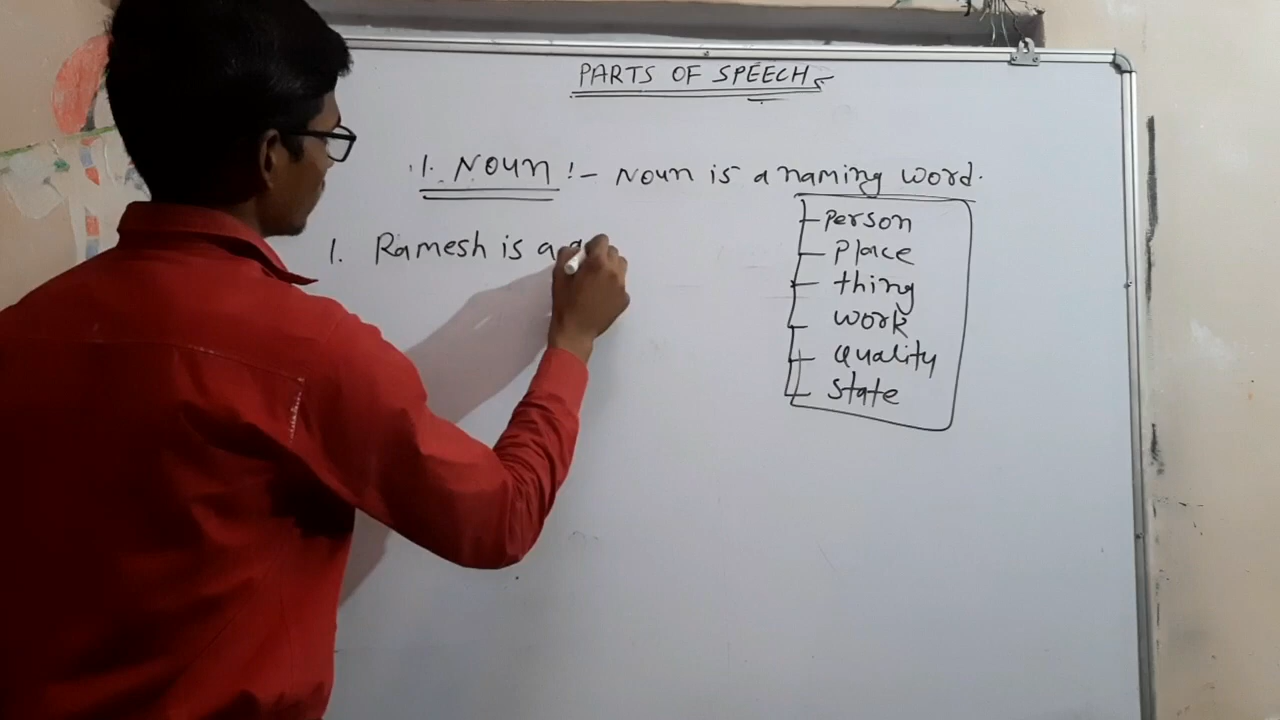 PARTS OF SPEECH
1. Noun :- Noun is a naming word.
person
place
thing
work
quality
state
1. Ramesh is a